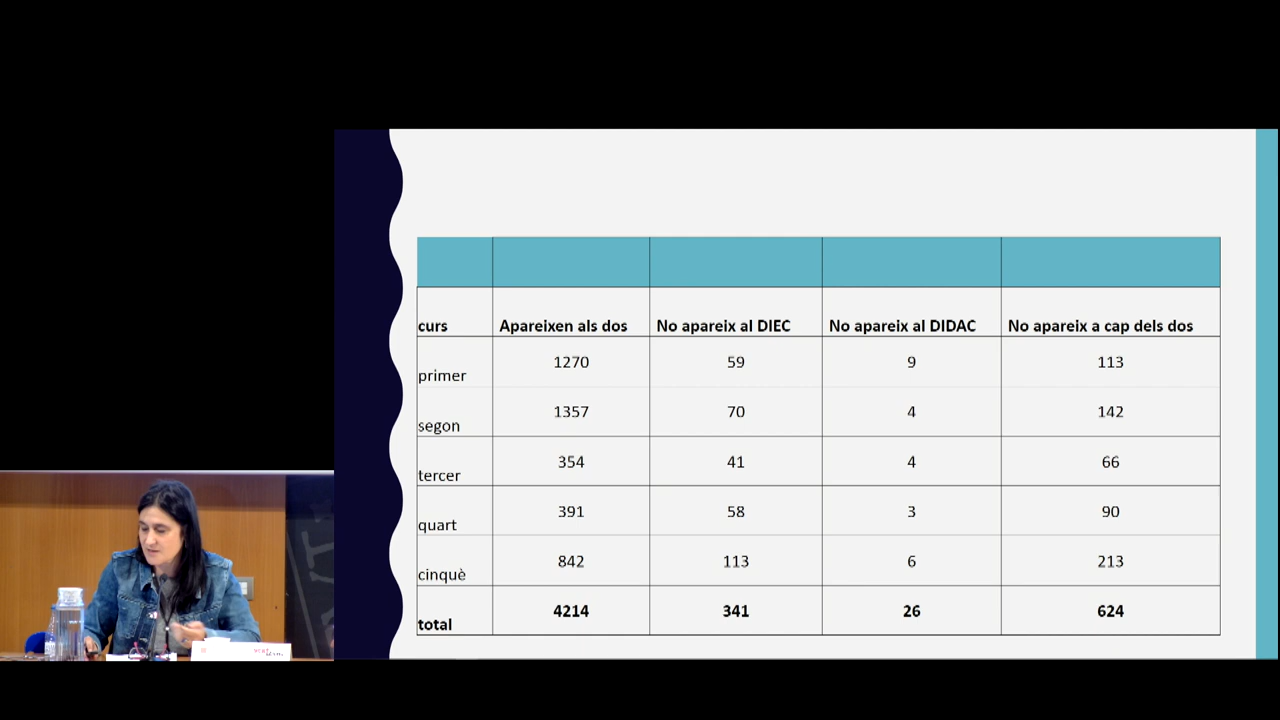 curs Apareixen als dos No apareix al DIEC No apareix al DIDAC No apareix a cap dels dos
primer 1270 59 9 113
segon 1357 70 4 142
tercer 354 41 4 66
quart 391 58 3 90
cinquè 842 113 6 213
total 4214 341 26 624